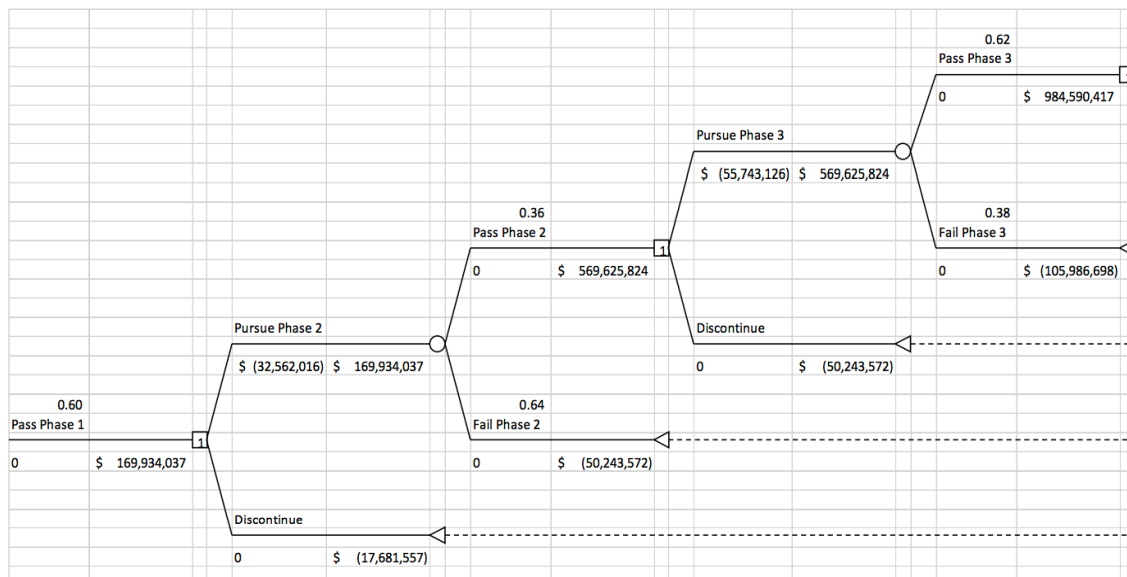 0.62
Pass Phase 3
0 $ 984,590,417
Pursue Phase 3
$ (55,743,126) $ 569,625,824
0.36
0.38
Pass Phase 2
Fail Phase 3
1
0 $ 569,625,824
0 $ (105,986,698)
Pursue Phase 2
Discontinue
$ (32,562,016) $ 169,934,037
0 $ (50,243,572)
0.60
0.64
Pass Phase 1
Fail Phase 2
1
0 $ 169,934,037
0 $ (50,243,572)
Discontinue
0 $ (17,681,557)